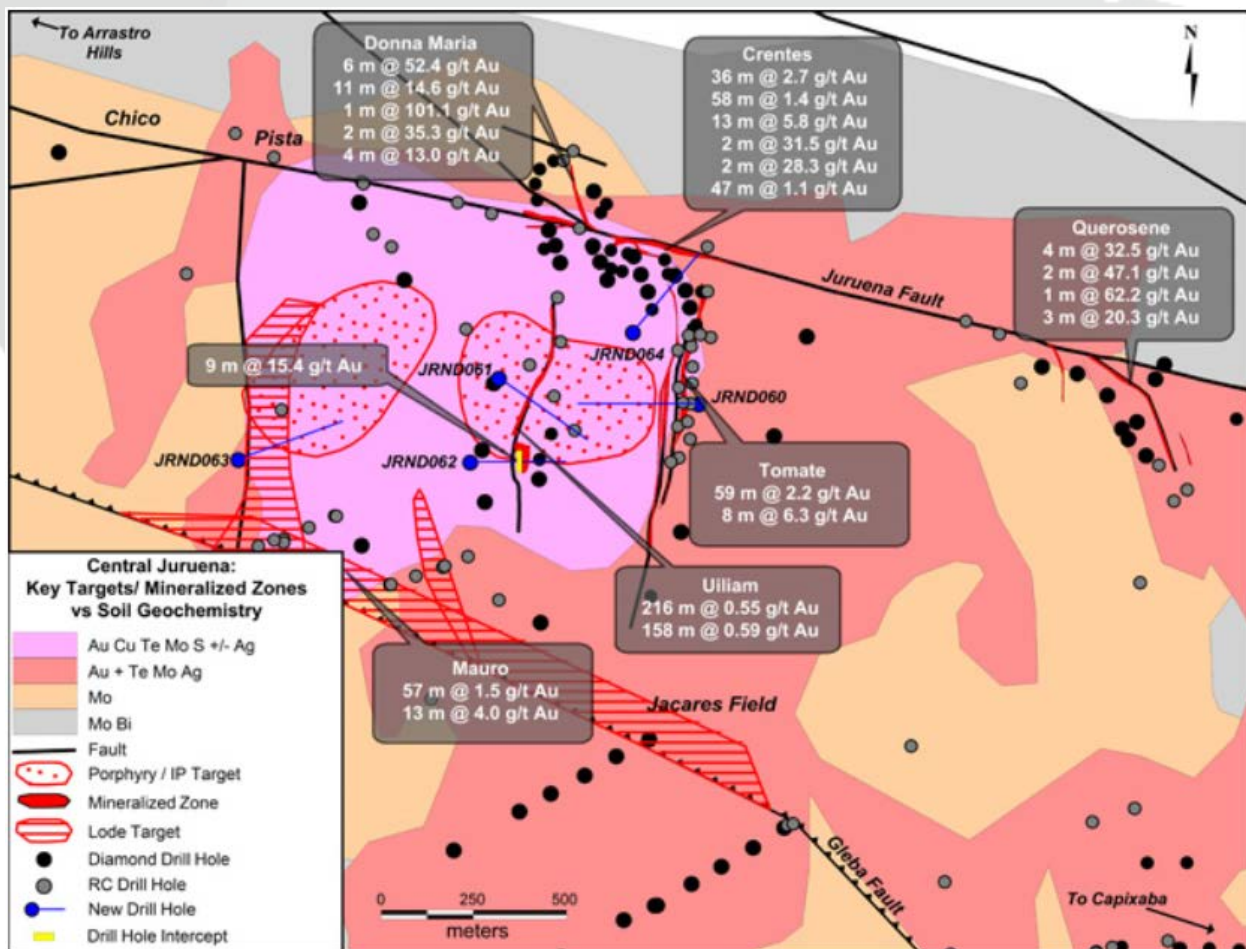 To Arrastro
Hills
N
Donna Maria
6 m @ 52.4 g/t Au
11 m @ 14.6 g/t Au
1 m @ 101.1 g/t Au
2 m @ 35.3 g/t Au
4 m @ 13.0 g/t Au
Crentes
36 m @ 2.7 g/t Au
58 m @ 1.4 g/t Au
13 m @ 5.8 g/t Au
2 m @ 31.5 g/t Au
2 m @ 28.3 g/t Au
47 m @ 1.1 g/t Au
Chico
Pista
Querosene
4 m @ 32.5 g/t Au
2 m @ 47.1 g/t Au
1 m @ 62.2 g/t Au
3 m @ 20.3 g/t Au
Juruena Fault
9 m @ 15.4 g/t Au
JRND061
JRND064
JRND060
JRND063
JRND062
Tomate
59 m @ 2.2 g/t Au
8 m @ 6.3 g/t Au
Uiliam
216 m @ 0.55 g/t Au
158 m @ 0.59 g/t Au
Mauro
57 m @ 1.5 g/t Au
13 m @ 4.0 g/t Au
Jacares Field
Gleba Fault
To Capixaba
Central Juruena:
Key Targets/ Mineralized Zones
vs Soil Geochemistry
Au Cu Te Mo S +/- Ag
Au + Te Mo Ag
Mo
Mo Bi
Fault
Porphyry / IP Target
Mineralized Zone
Lode Target
Diamond Drill Hole
RC Drill Hole
New Drill Hole
Drill Hole Intercept
0 250 500
meters